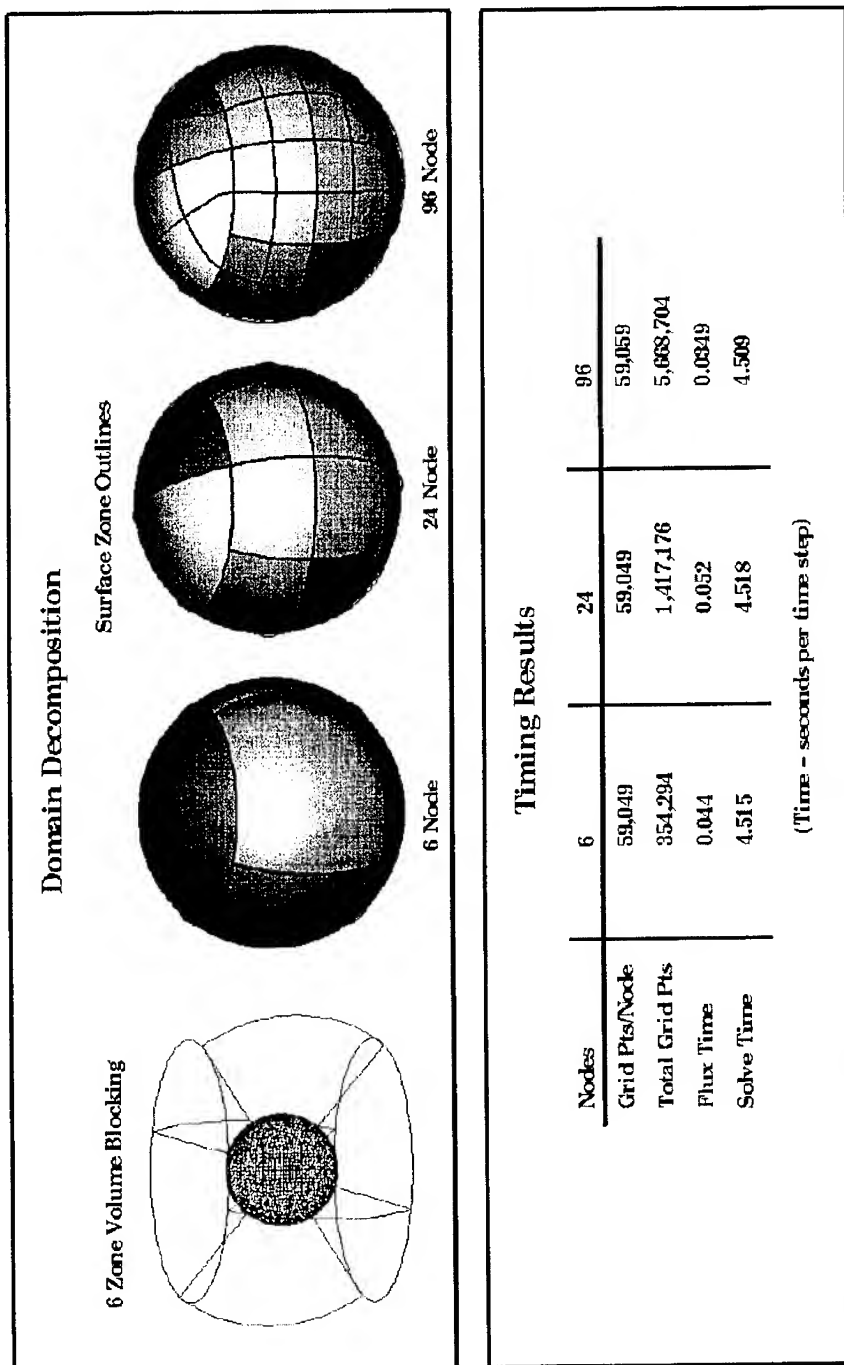 Domain Decomposition
6 Zone Volume Blocking
Surface Zone Outlines
6 Node
24 Node
96 Node
Timing Results
Nodes 6 24 96
Grid Pts/Node 59,049 59,049 59,059
Total Grid Pts 354,294 1,417,176 5,668,704
Flux Time 0.044 0.052 0.0349
Solve Time 4.515 4.518 4.509
(Time – seconds per time step)